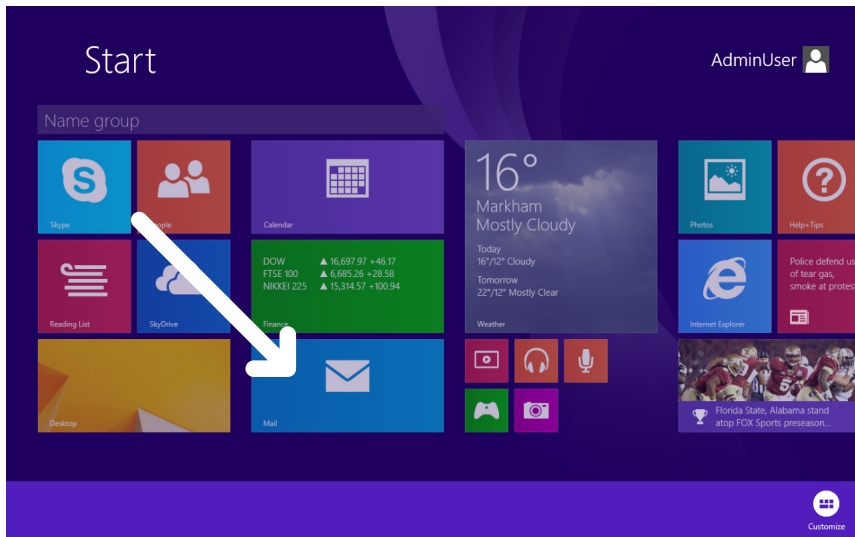 Start
AdminUser
Name group
S
Skype
Calendar
16°
Markham
Mostly Cloudy
Today
16°/12° Cloudy
Tomorrow
22°/12° Mostly Clear
Weather
Photos
?
Help+Tips
Reading List
SkyDrive
DOW ▲ 16,697.97 +46.17
FTSE 100 ▲ 6,685.26 +28.58
NIKKEI 225 ▲ 15,314.57 +100.94
Finance
Internet Explorer
Police defend us
of tear gas,
smoke at protest
Desktop
Mail
Florida State, Alabama stand
atop FOX Sports preseason...
Customize